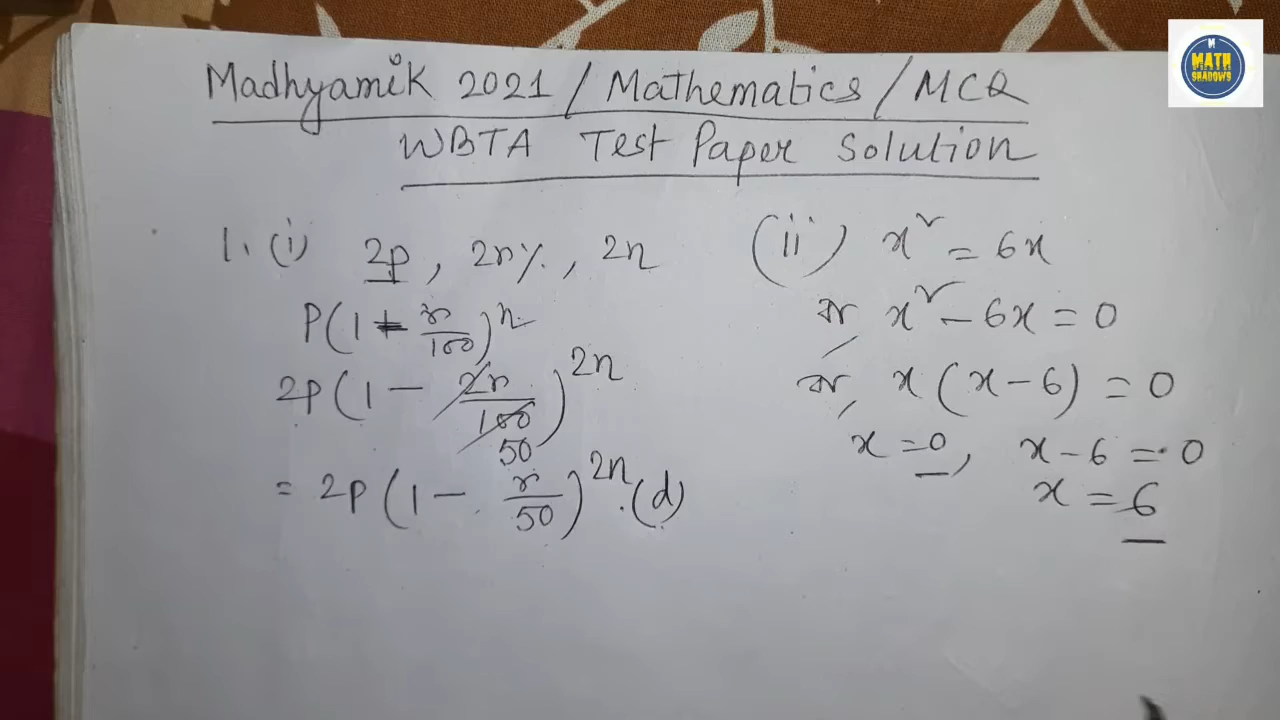 Madhyamik 2021 / Mathematics / MCQ
WBTA Test Paper Solution
1. (i) 2p, 2r%, 2n
P(1 - r/100)^n
2p(1 - 2r/100)^2n
50
= 2p(1 - r/50)^2n. (d)
(ii) x² = 6x
বা x² - 6x = 0
বা, x(x - 6) = 0
x = 0, x - 6 = 0
x = 6
M
MATH
SHADOWS